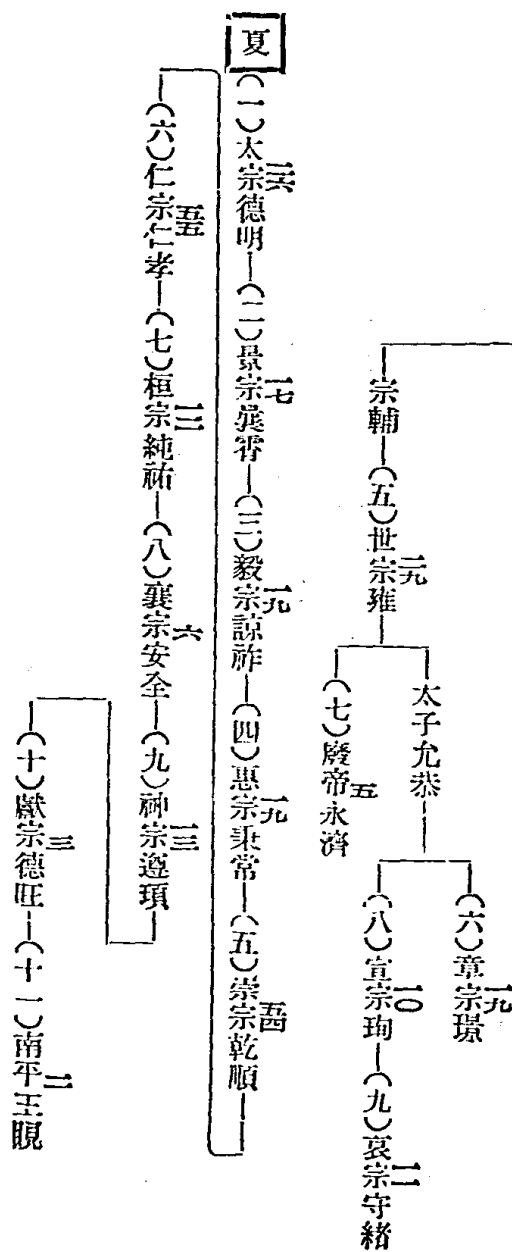 (六)章宗璟 一九
太子允恭
(八)宣宗珣 一〇 (九)哀宗守緒 一一
宗輔 (五)世宗雍 二九
(七)廢帝永濟 五
夏 (一)太宗德明 二六 (二)景宗曩霄 一七 (三)毅宗諒祚 一九 (四)惠宗秉常 一九 (五)崇宗乾順 五四
(六)仁宗仁孝 五五 (七)桓宗純祐 一二 (八)襄宗安全 六 (九)神宗遵頊 一三
(十)獻宗德旺 三 (十一)南平王睍 二